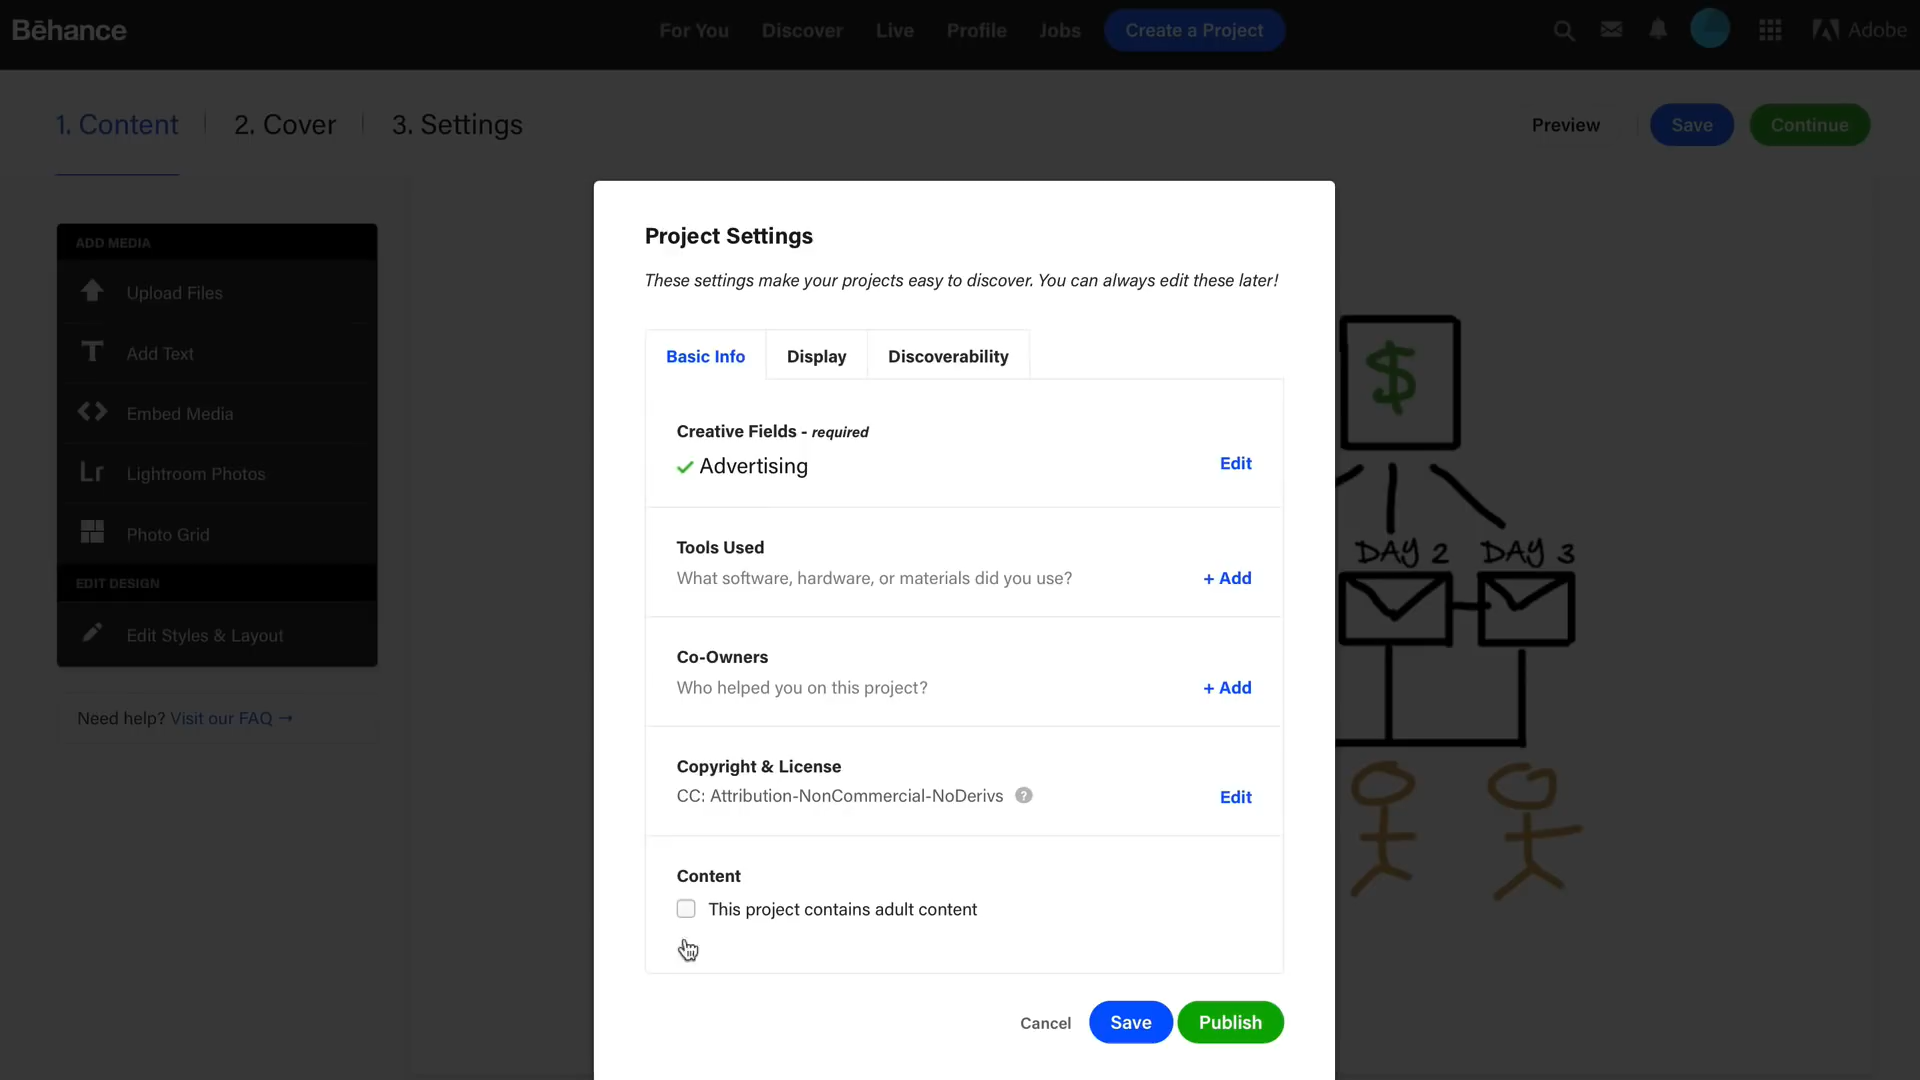 Bēhance
For You
Discover
Live
Profile
Jobs
Create a Project
Adobe
1. Content
2. Cover
3. Settings
Preview
Save
Continue
ADD MEDIA
Upload Files
Add Text
Embed Media
Lr Lightroom Photos
Photo Grid
EDIT DESIGN
Edit Styles & Layout
Need help? Visit our FAQ →
Project Settings
These settings make your projects easy to discover. You can always edit these later!
Basic Info
Display
Discoverability
Creative Fields - required
Advertising
Edit
Tools Used
What software, hardware, or materials did you use?
+ Add
Co-Owners
Who helped you on this project?
+ Add
Copyright & License
CC: Attribution-NonCommercial-NoDerivs ?
Edit
Content
This project contains adult content
Cancel
Save
Publish
$
DAY 2
DAY 3